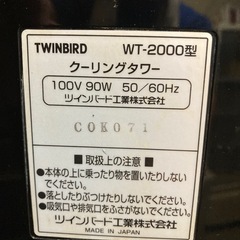 TWINBIRD WT-2000型
クーリングタワー
100V 90W 50/60Hz
ツインバード工業株式会社
COK071
■取扱上の注意■
●本体の上に乗ったり物を置いたりしない
でください。
●落としたりぶつけたりしないでください。
●吸気口や排気口をふさがないでください。
ツインバード工業株式会社
MADE IN JAPAN